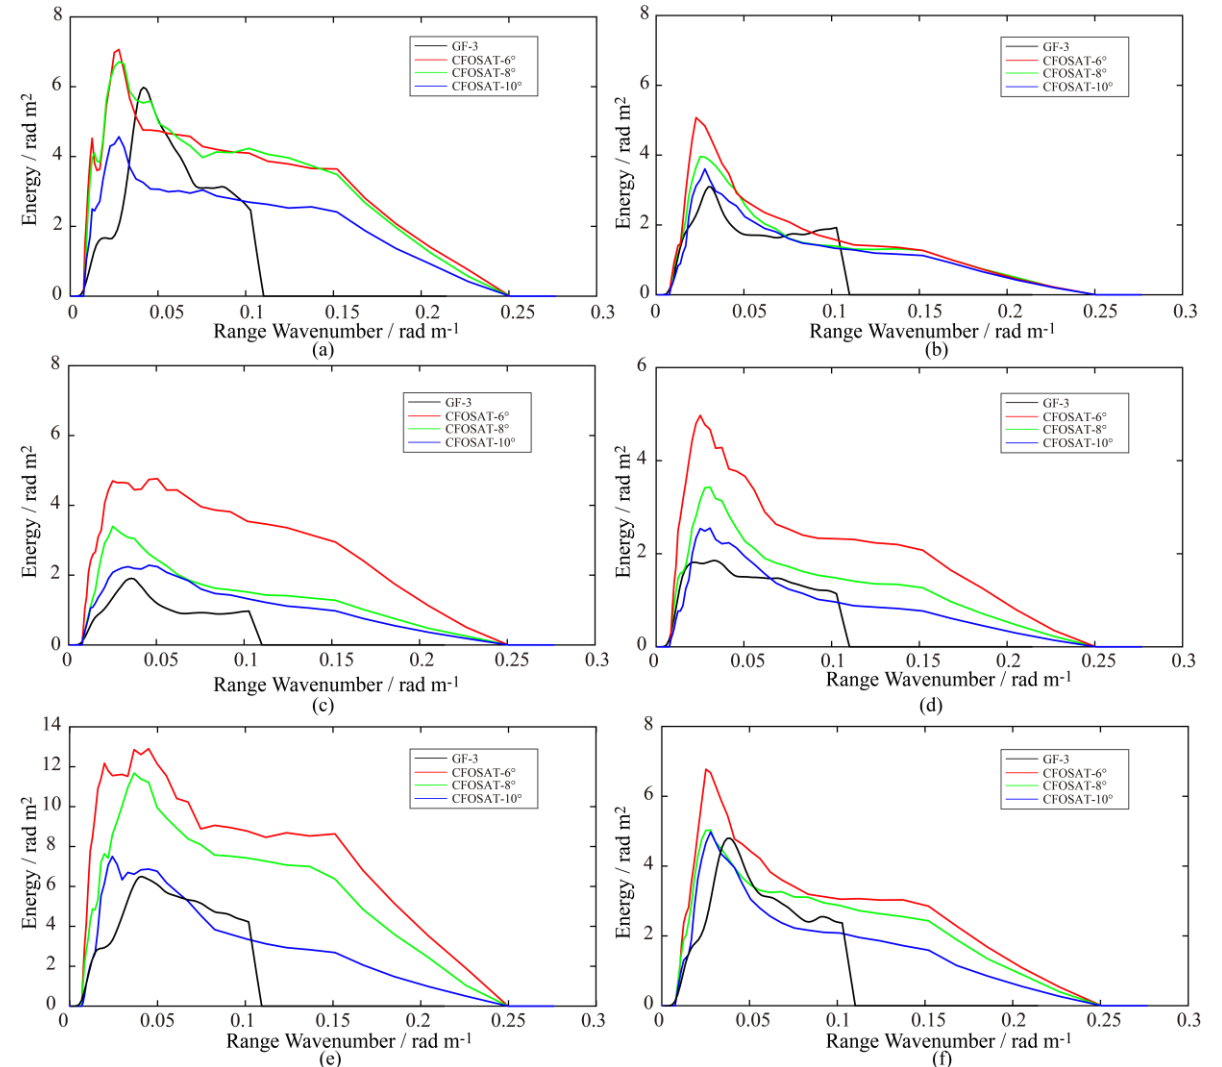 8
6
4
2
0
0
0.05
0.1
0.15
0.2
0.25
0.3
Energy / rad m2
Range Wavenumber / rad m-1
GF-3
CFOSAT-6°
CFOSAT-8°
CFOSAT-10°
(a)
8
6
4
2
0
0
0.05
0.1
0.15
0.2
0.25
0.3
Energy / rad m2
Range Wavenumber / rad m-1
GF-3
CFOSAT-6°
CFOSAT-8°
CFOSAT-10°
(b)
8
6
4
2
0
0
0.05
0.1
0.15
0.2
0.25
0.3
Energy / rad m2
Range Wavenumber / rad m-1
GF-3
CFOSAT-6°
CFOSAT-8°
CFOSAT-10°
(c)
6
4
2
0
0
0.05
0.1
0.15
0.2
0.25
0.3
Energy / rad m2
Range Wavenumber / rad m-1
GF-3
CFOSAT-6°
CFOSAT-8°
CFOSAT-10°
(d)
14
12
10
8
6
4
2
0
0
0.05
0.1
0.15
0.2
0.25
0.3
Energy / rad m2
Range Wavenumber / rad m-1
GF-3
CFOSAT-6°
CFOSAT-8°
CFOSAT-10°
(e)
8
6
4
2
0
0
0.05
0.1
0.15
0.2
0.25
0.3
Energy / rad m2
Range Wavenumber / rad m-1
GF-3
CFOSAT-6°
CFOSAT-8°
CFOSAT-10°
(f)